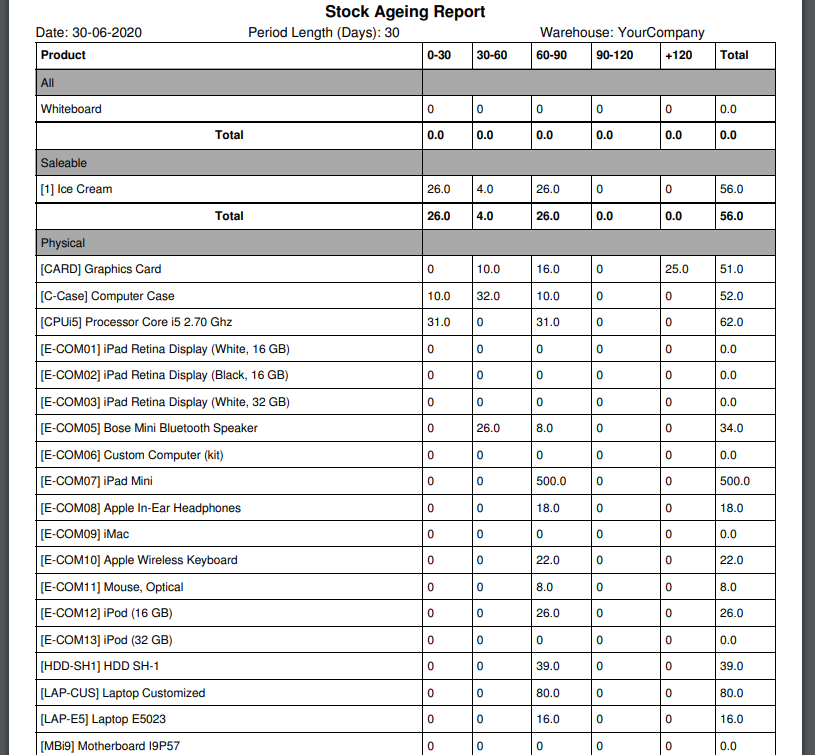 Stock Ageing Report
Date: 30-06-2020 Period Length (Days): 30 Warehouse: YourCompany
Product 0-30 30-60 60-90 90-120 +120 Total
All
Whiteboard 0 0 0 0 0 0.0
Total 0.0 0.0 0.0 0.0 0.0 0.0
Saleable
[1] Ice Cream 26.0 4.0 26.0 0 0 56.0
Total 26.0 4.0 26.0 0.0 0.0 56.0
Physical
[CARD] Graphics Card 0 10.0 16.0 0 25.0 51.0
[C-Case] Computer Case 10.0 32.0 10.0 0 0 52.0
[CPUi5] Processor Core i5 2.70 Ghz 31.0 0 31.0 0 0 62.0
[E-COM01] iPad Retina Display (White, 16 GB) 0 0 0 0 0 0.0
[E-COM02] iPad Retina Display (Black, 16 GB) 0 0 0 0 0 0.0
[E-COM03] iPad Retina Display (White, 32 GB) 0 0 0 0 0 0.0
[E-COM05] Bose Mini Bluetooth Speaker 0 26.0 8.0 0 0 34.0
[E-COM06] Custom Computer (kit) 0 0 0 0 0 0.0
[E-COM07] iPad Mini 0 0 500.0 0 0 500.0
[E-COM08] Apple In-Ear Headphones 0 0 18.0 0 0 18.0
[E-COM09] iMac 0 0 0 0 0 0.0
[E-COM10] Apple Wireless Keyboard 0 0 22.0 0 0 22.0
[E-COM11] Mouse, Optical 0 0 8.0 0 0 8.0
[E-COM12] iPod (16 GB) 0 0 26.0 0 0 26.0
[E-COM13] iPod (32 GB) 0 0 0 0 0 0.0
[HDD-SH1] HDD SH-1 0 0 39.0 0 0 39.0
[LAP-CUS] Laptop Customized 0 0 80.0 0 0 80.0
[LAP-E5] Laptop E5023 0 0 16.0 0 0 16.0
[MBi9] Motherboard I9P57 0 0 0 0 0 0.0